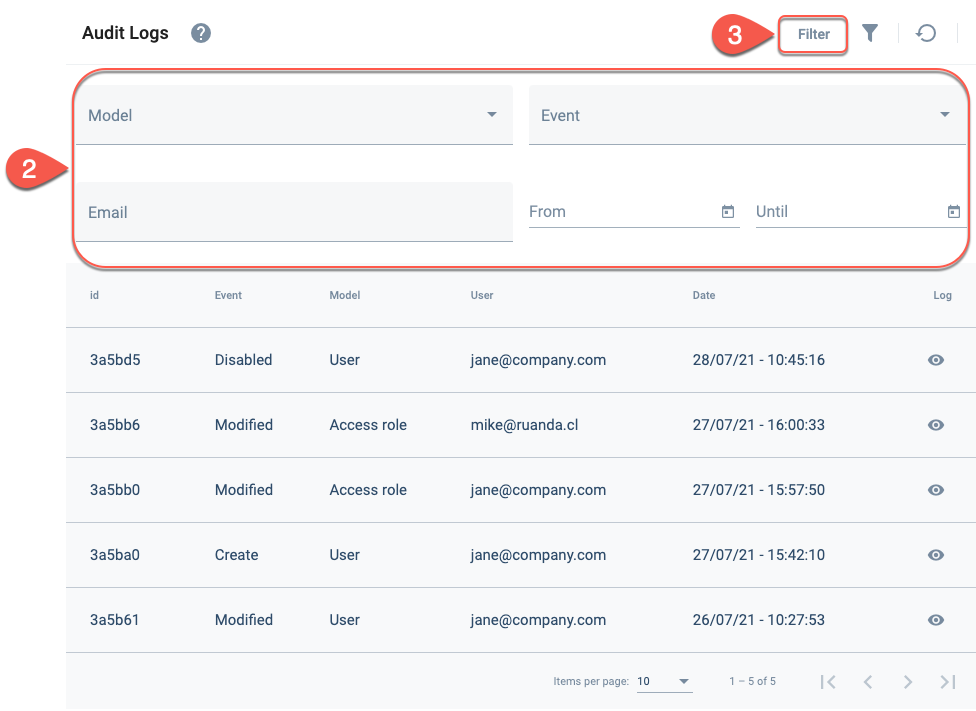 Audit Logs ? 3 Filter
Model Event
2
Email From Until
id Event Model User Date Log
3a5bd5 Disabled User jane@company.com 28/07/21 - 10:45:16
3a5bb6 Modified Access role mike@ruanda.cl 27/07/21 - 16:00:33
3a5bb0 Modified Access role jane@company.com 27/07/21 - 15:57:50
3a5ba0 Create User jane@company.com 27/07/21 - 15:42:10
3a5b61 Modified User jane@company.com 26/07/21 - 10:27:53
Items per page: 10 1 – 5 of 5